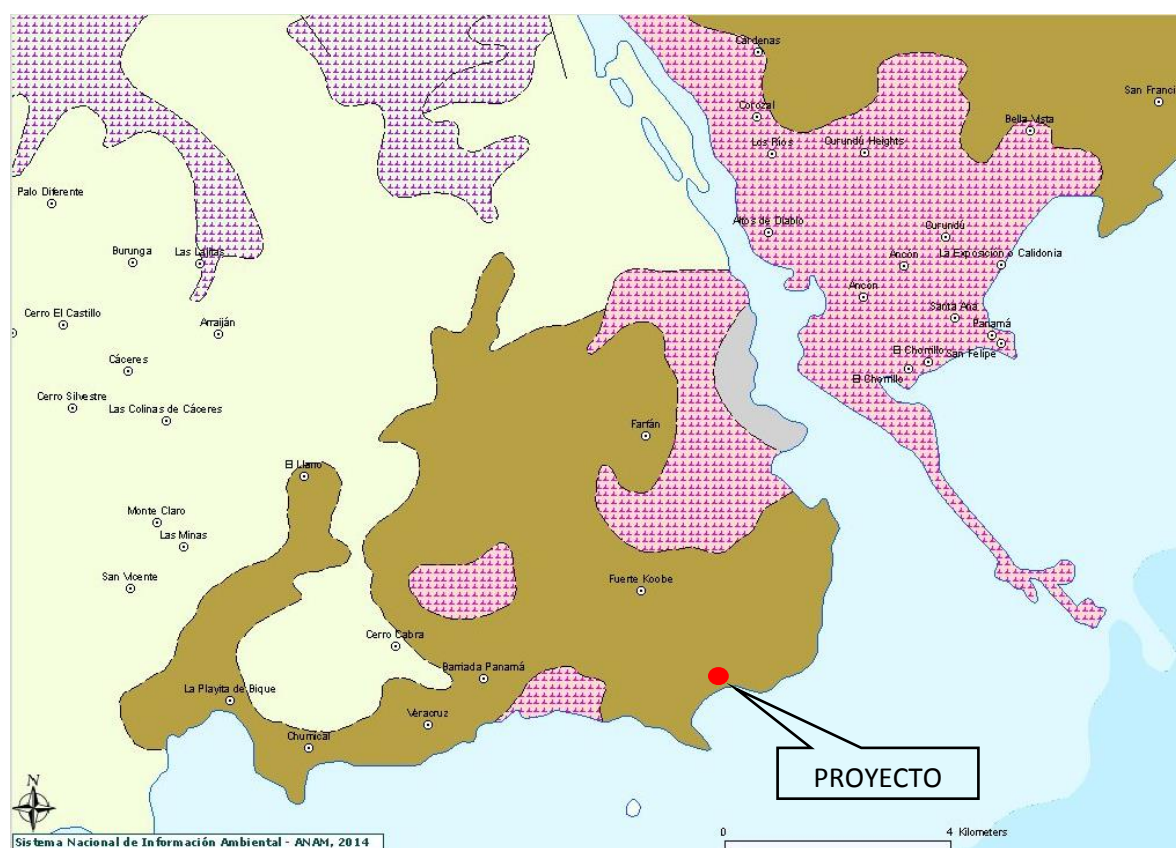 Cárdenas
San Franci
Corozal
Bella Vista
Los Ríos
Curundú Heights
Palo Diferente
Altos de Diablo
Curundú
Burunga
Las Lajitas
La Exposición o Calidonia
Ancón
Ancón
Cerro El Castillo
Arraiján
Santa Ana
Panamá
San Felipe
El Chorrillo
El Chorrillo
Cáceres
Cerro Silvestre
Las Colinas de Cáceres
Farfán
El Llano
Monte Claro
Las Minas
San Vicente
Fuerte Koobe
Cerro Cabra
Barriada Panamá
La Playita de Bique
Veracruz
Chumical
PROYECTO
N
0 4 Kilometers
Sistema Nacional de Información Ambiental - ANAM, 2014